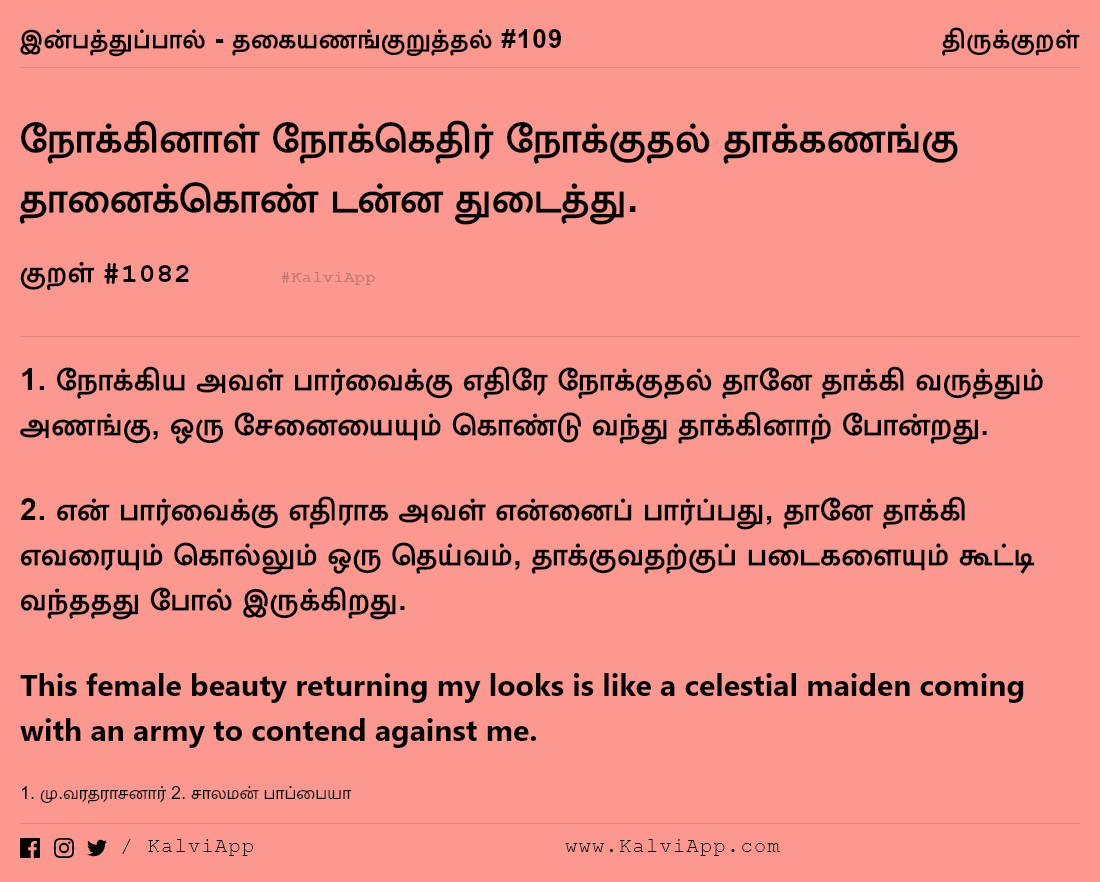 இன்பத்துப்பால் - தகையணங்குறுத்தல் #109 திருக்குறள்
நோக்கினாள் நோக்கெதிர் நோக்குதல் தாக்கணங்கு
தானைக்கொண் டன்ன துடைத்து.
குறள் #1082 #KalviApp
1. நோக்கிய அவள் பார்வைக்கு எதிரே நோக்குதல் தானே தாக்கி வருத்தும்
அணங்கு, ஒரு சேனையையும் கொண்டு வந்து தாக்கினாற் போன்றது.
2. என் பார்வைக்கு எதிராக அவள் என்னைப் பார்ப்பது, தானே தாக்கி
எவரையும் கொல்லும் ஒரு தெய்வம், தாக்குவதற்குப் படைகளையும் கூட்டி
வந்ததது போல் இருக்கிறது.
This female beauty returning my looks is like a celestial maiden coming
with an army to contend against me.
1. மு.வரதராசனார் 2. சாலமன் பாப்பையா
/ KalviApp www.KalviApp.com